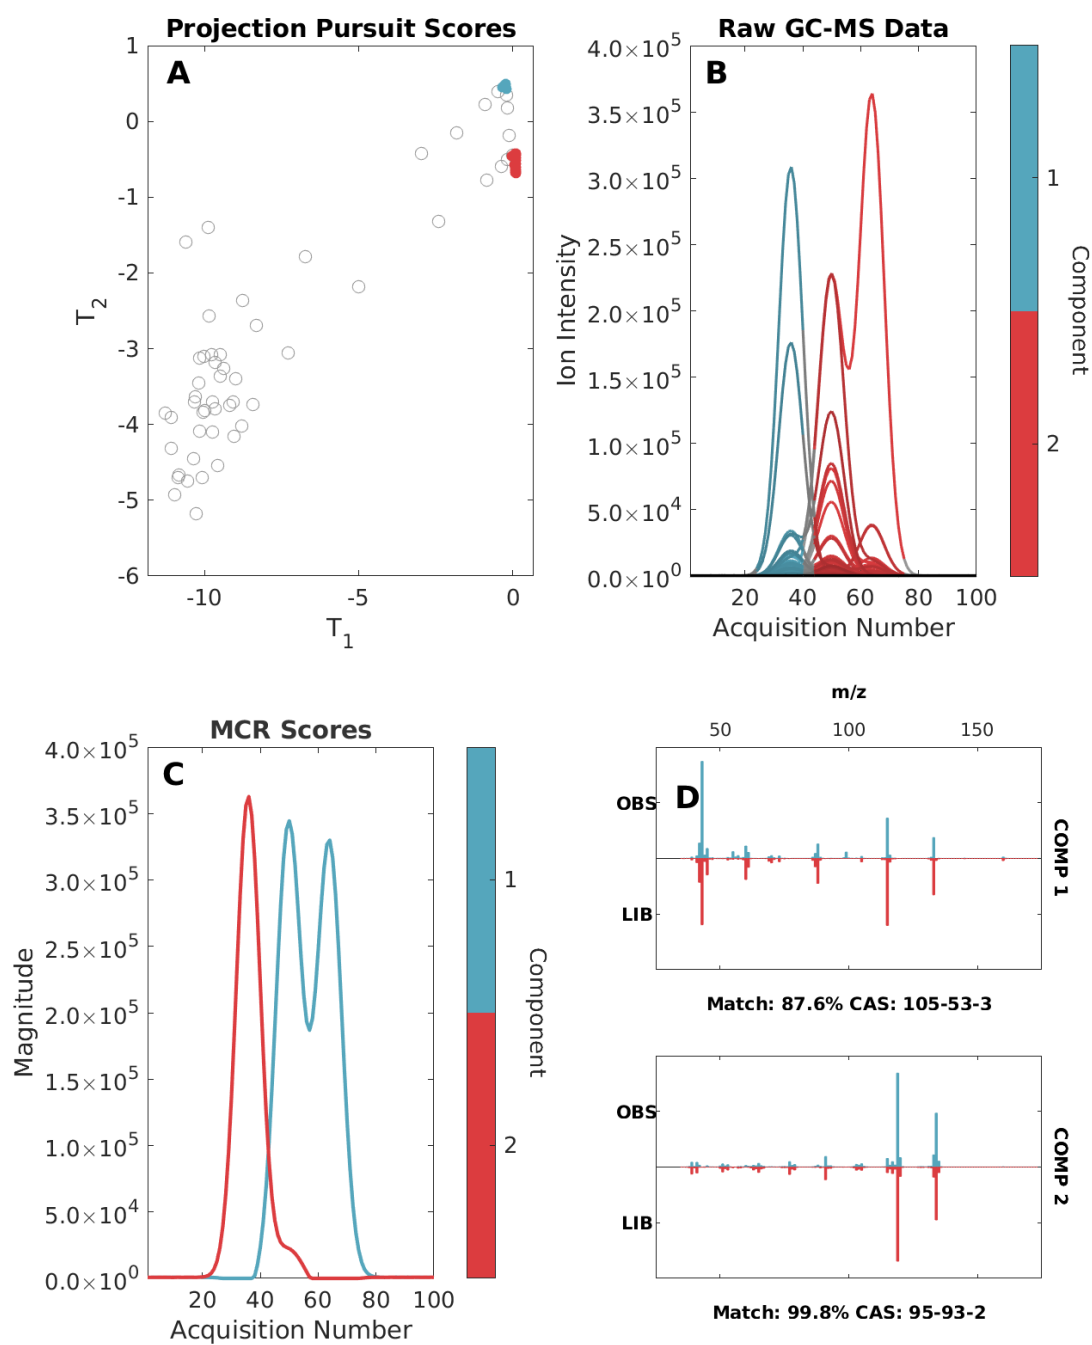 Projection Pursuit Scores
A
1
0
-1
-2
-3
-4
-5
-6
T2
-10
-5
0
T1
Raw GC-MS Data
B
4.0×10^5
3.5×10^5
3.0×10^5
2.5×10^5
2.0×10^5
1.5×10^5
1.0×10^5
5.0×10^4
0.0×10^0
Ion Intensity
20
40
60
80
100
Acquisition Number
1
2
Component
MCR Scores
C
4.0×10^5
3.5×10^5
3.0×10^5
2.5×10^5
2.0×10^5
1.5×10^5
1.0×10^5
5.0×10^4
0.0×10^0
Magnitude
20
40
60
80
100
Acquisition Number
1
2
Component
m/z
50
100
150
D
OBS
LIB
COMP 1
Match: 87.6% CAS: 105-53-3
OBS
LIB
COMP 2
Match: 99.8% CAS: 95-93-2